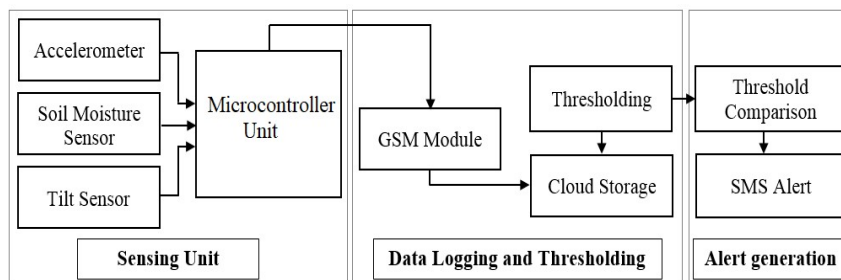 Accelerometer
Soil Moisture
Sensor
Tilt Sensor
Microcontroller
Unit
Sensing Unit
GSM Module
Thresholding
Cloud Storage
Data Logging and Thresholding
Threshold
Comparison
SMS Alert
Alert generation